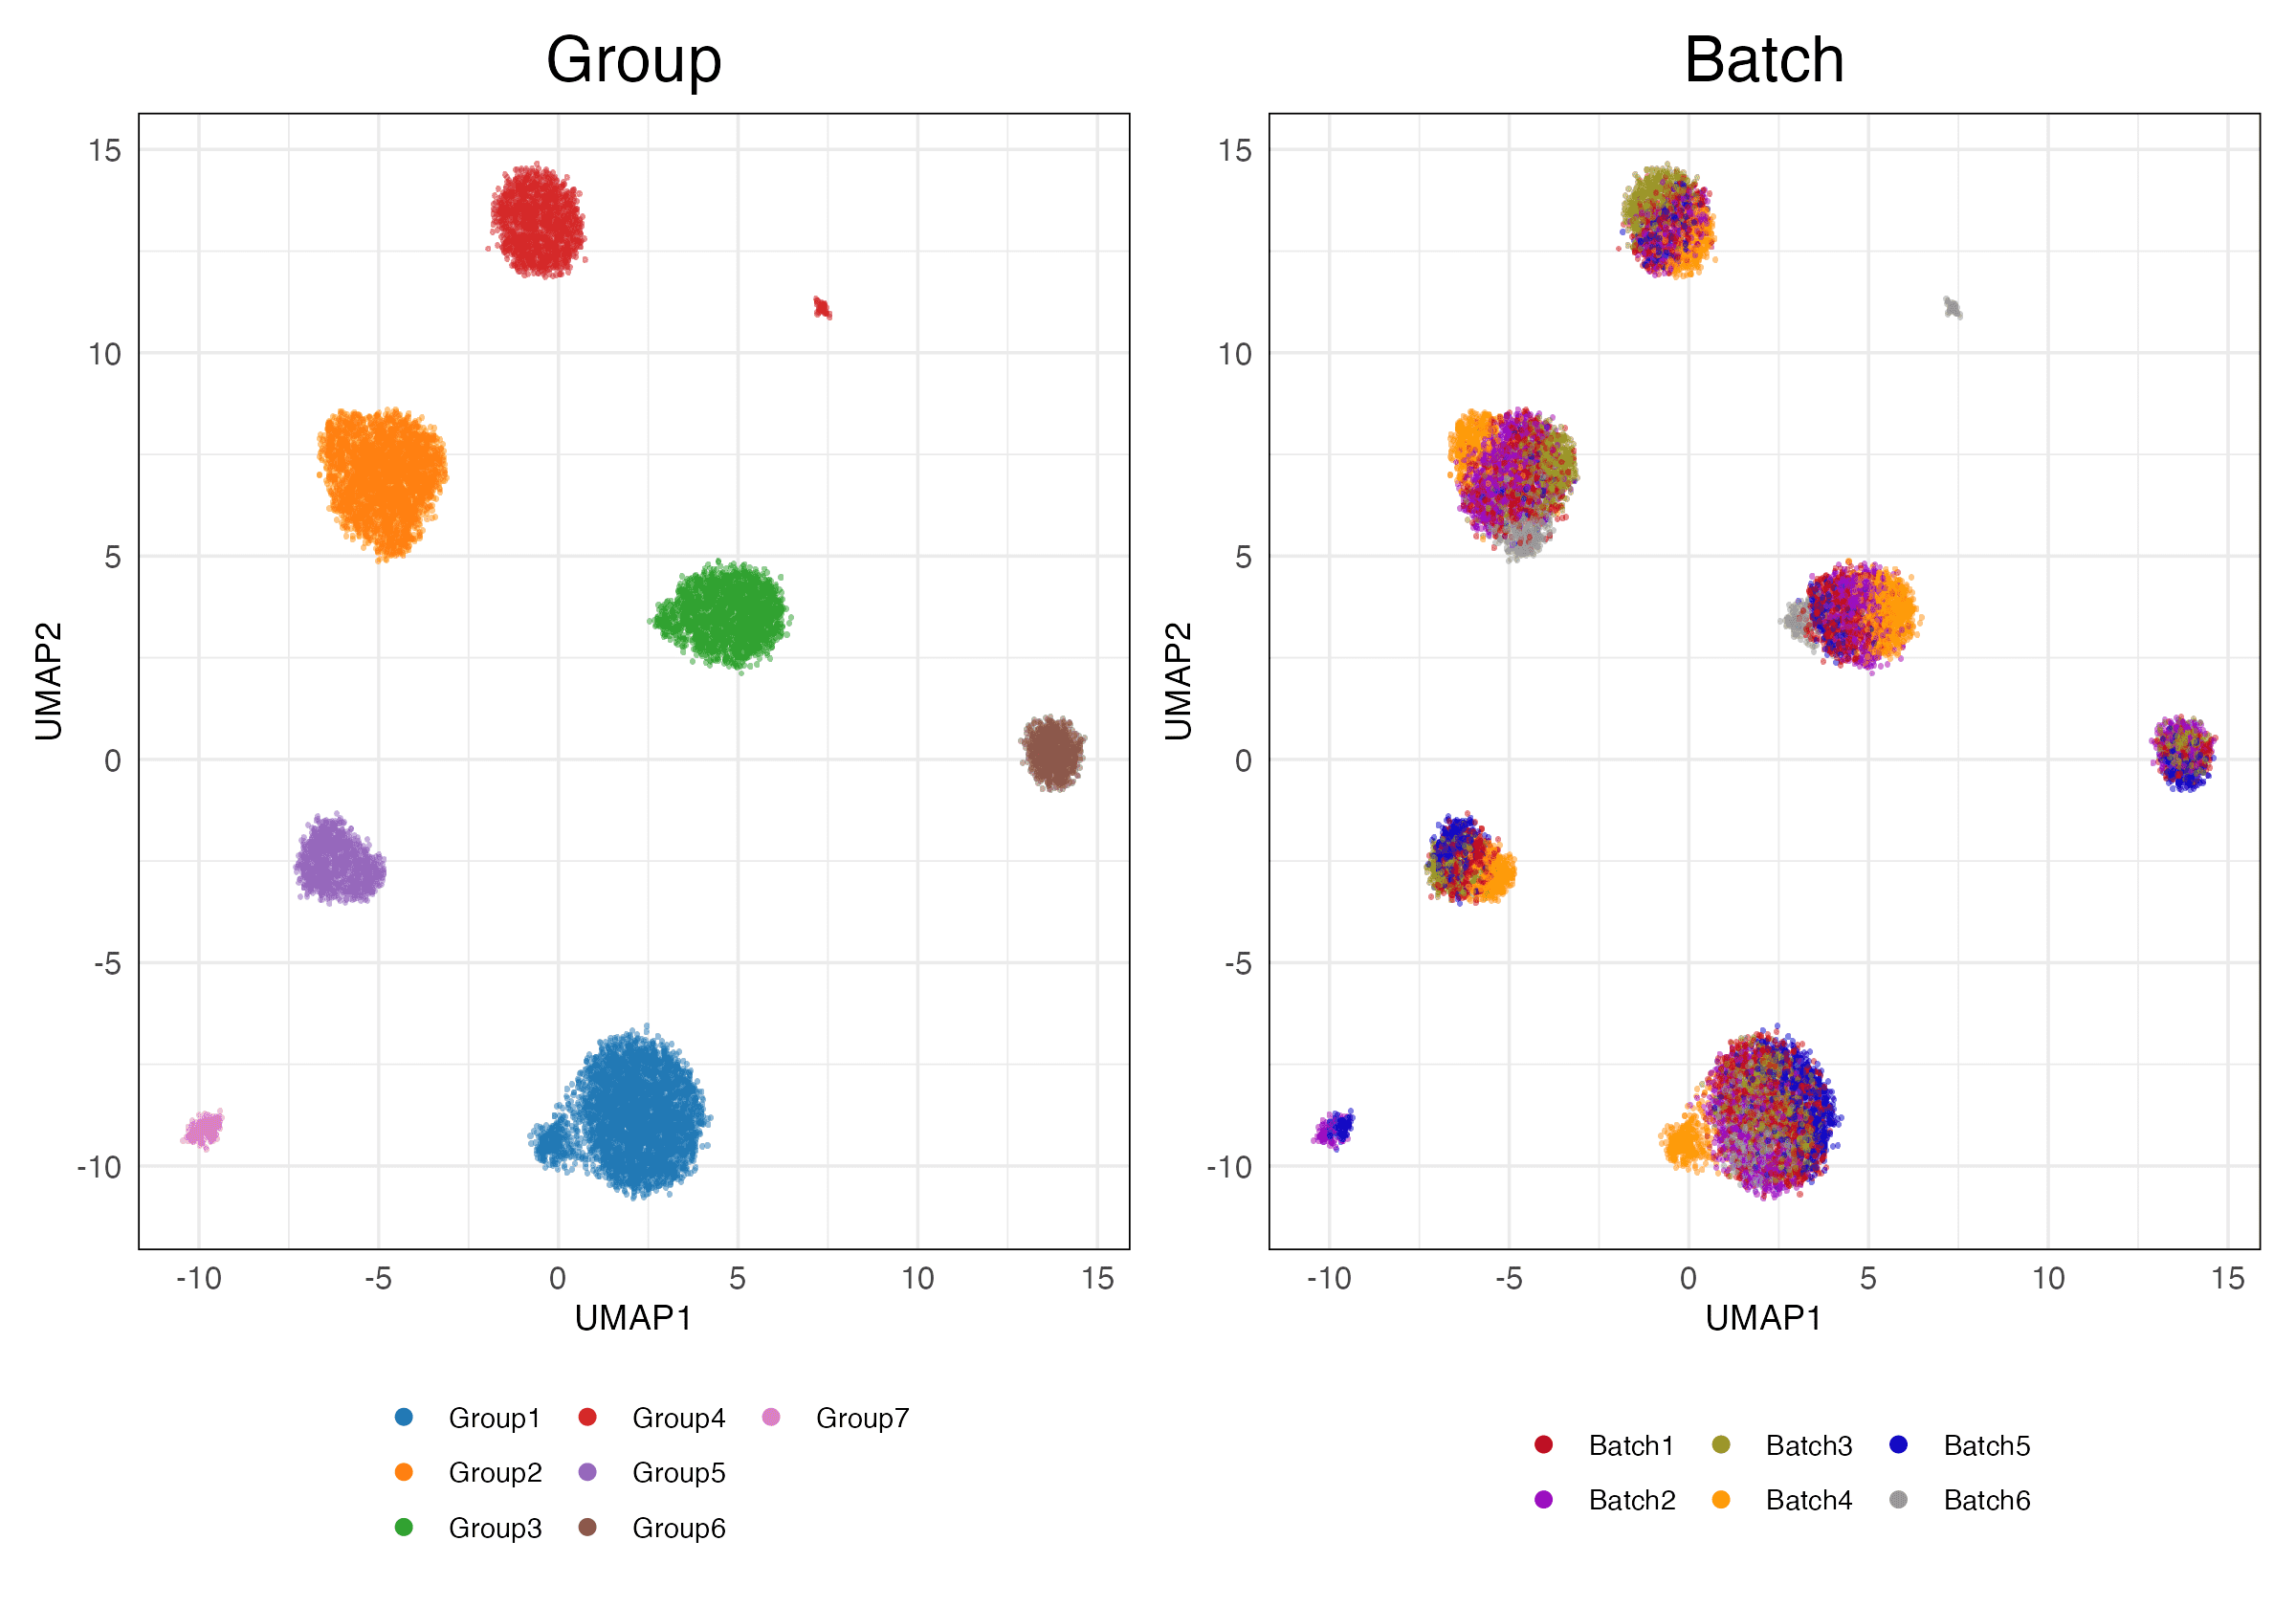 Group
Batch
15
10
5
0
-5
-10
UMAP2
-10 -5 0 5 10 15
UMAP1
15
10
5
0
-5
-10
UMAP2
-10 -5 0 5 10 15
UMAP1
Group1 Group4 Group7
Group2 Group5
Group3 Group6
Batch1 Batch3 Batch5
Batch2 Batch4 Batch6